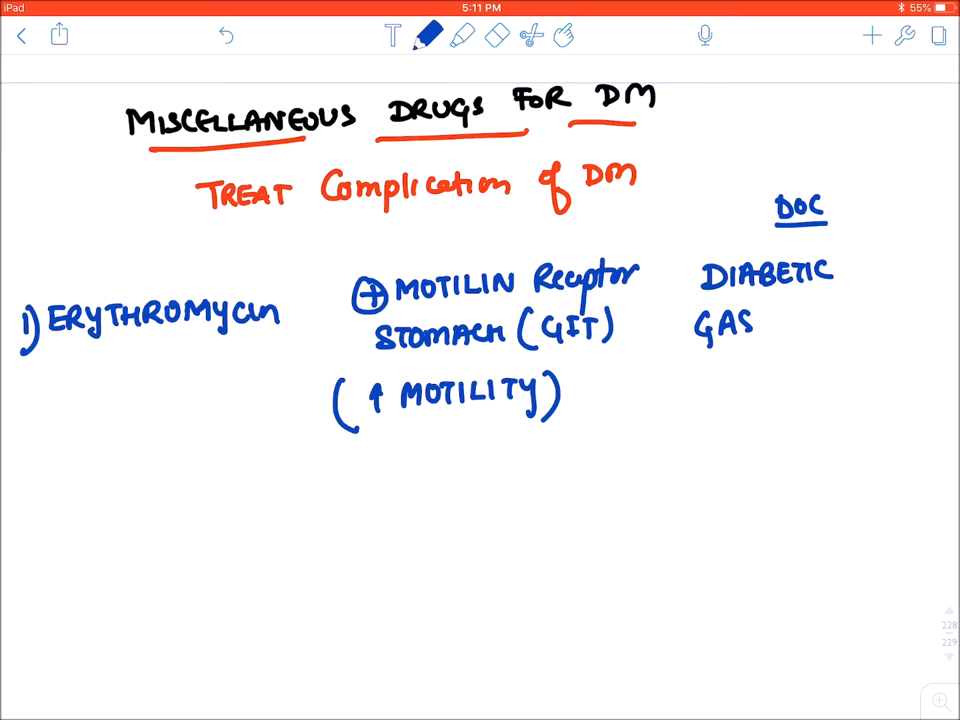 iPad 5:11 PM 55%
T
MISCELLANEOUS DRUGS FOR DM
TREAT Complication of DM
DOC
1) ERYTHROMYCIN + MOTILIN Receptor DIABETIC
STOMACH (GIT) GAS
(↑ MOTILITY)
228
229